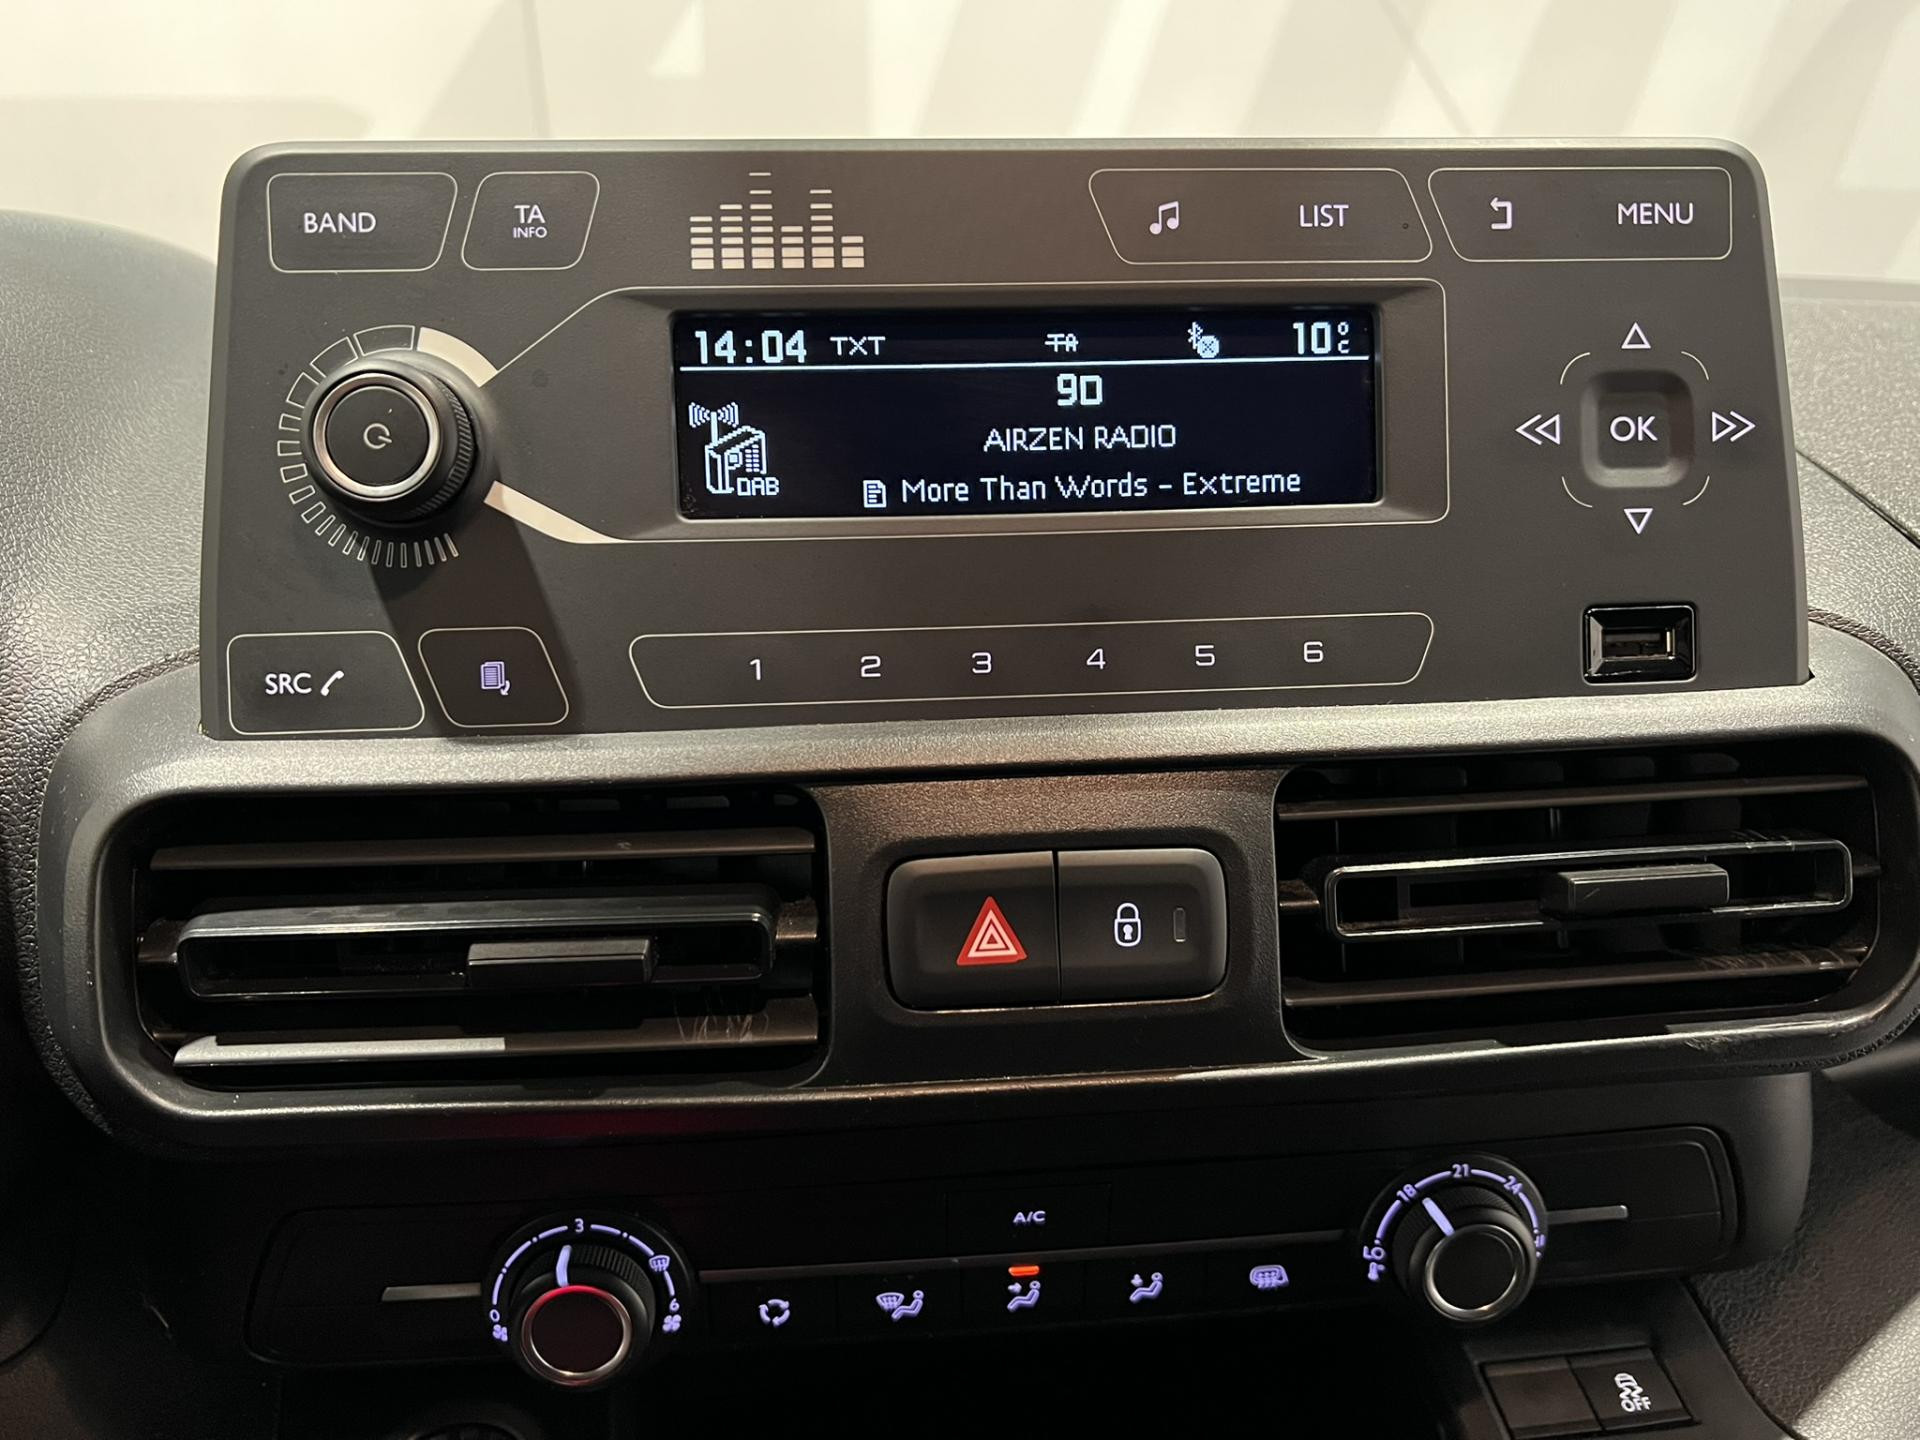 BAND
TA
INFO
LIST
MENU
14:04 TXT TA 10°C
9D
AIRZEN RADIO
DAB
More Than Words - Extreme
OK
SRC
1 2 3 4 5 6
A/C
0 3 6
18 21 24
OFF